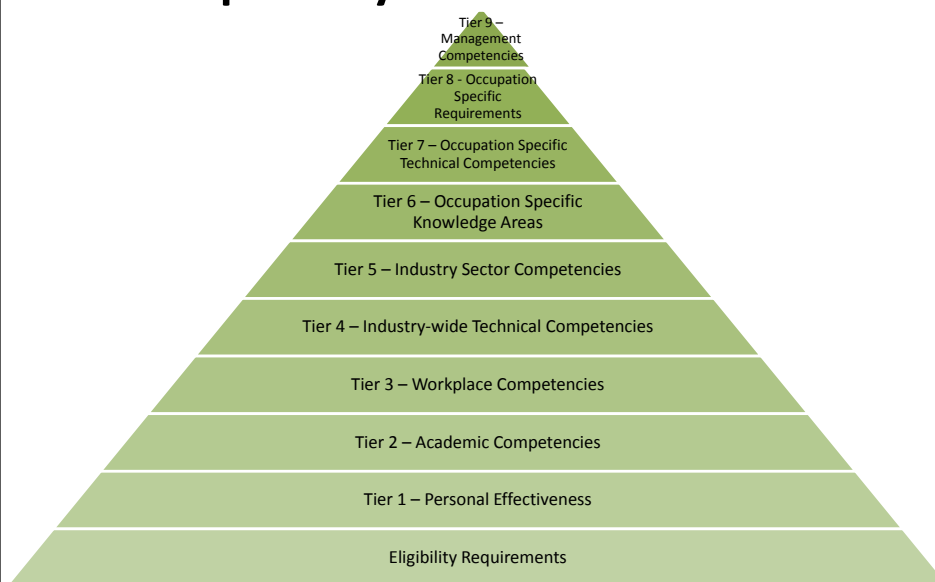 Tier 9 –
Management
Competencies
Tier 8 - Occupation
Specific
Requirements
Tier 7 – Occupation Specific
Technical Competencies
Tier 6 – Occupation Specific
Knowledge Areas
Tier 5 – Industry Sector Competencies
Tier 4 – Industry-wide Technical Competencies
Tier 3 – Workplace Competencies
Tier 2 – Academic Competencies
Tier 1 – Personal Effectiveness
Eligibility Requirements